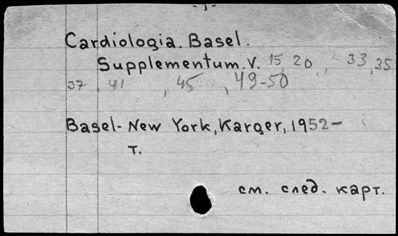 Cardiologia. Basel.
Supplementum. V. 15, 20, 33, 35
37, 41, 45, 49-50
Basel - New York, Karger, 1952-
т.
см. след. карт.